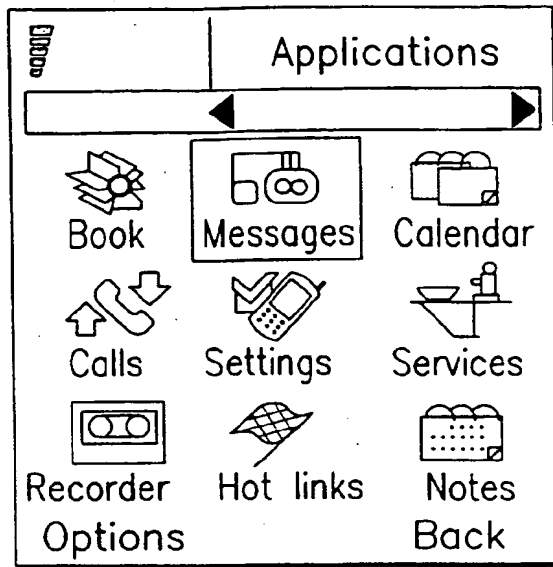 Applications
Book Messages Calendar
Calls Settings Services
Recorder Hot links Notes
Options Back